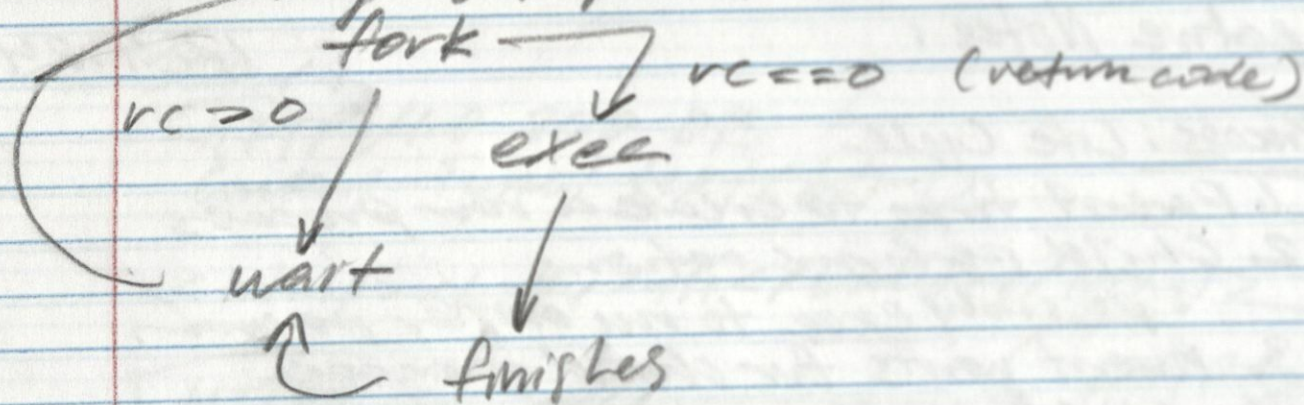 fork
rc==0 (return code)
rc>0
exec
wait
finishes